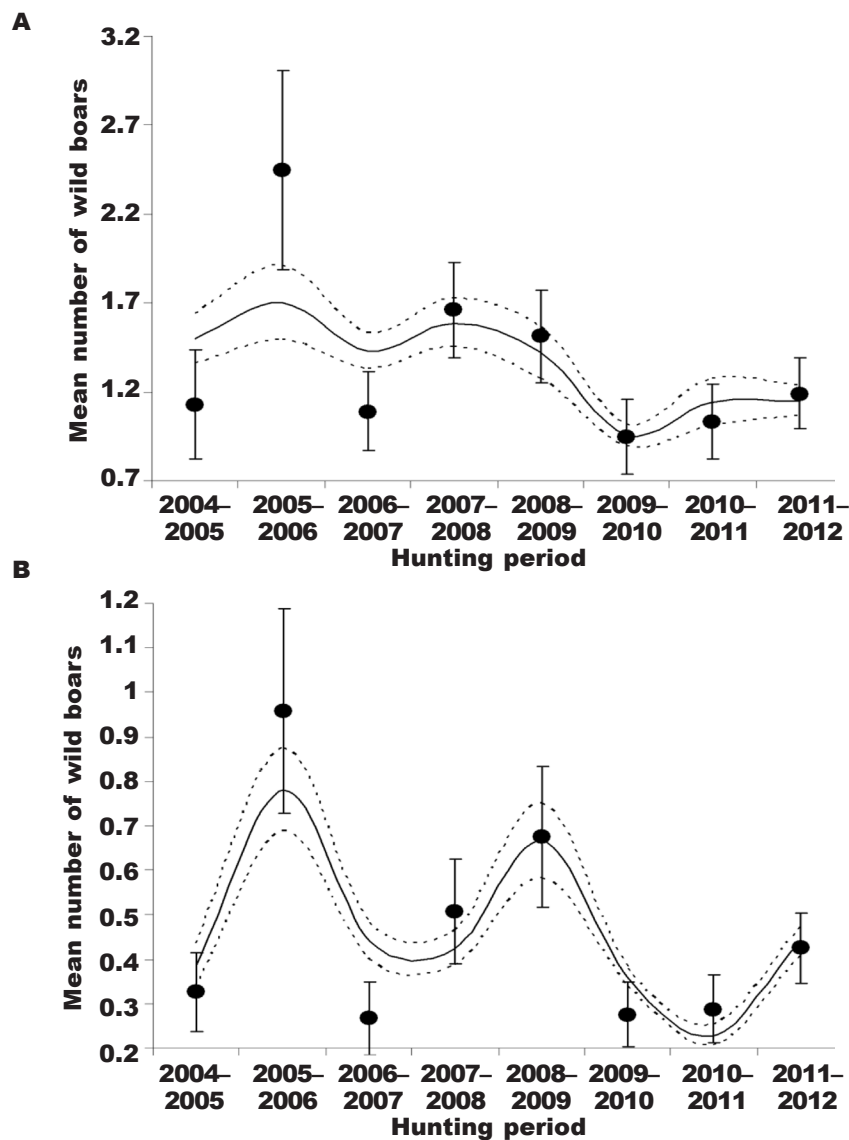 A
Mean number of wild boars
3.2
2.7
2.2
1.7
1.2
0.7
2004– 2005– 2006– 2007– 2008– 2009– 2010– 2011–
2005 2006 2007 2008 2009 2010 2011 2012
Hunting period
B
Mean number of wild boars
1.2
1.1
1
0.9
0.8
0.7
0.6
0.5
0.4
0.3
0.2
2004– 2005– 2006– 2007– 2008– 2009– 2010– 2011–
2005 2006 2007 2008 2009 2010 2011 2012
Hunting period